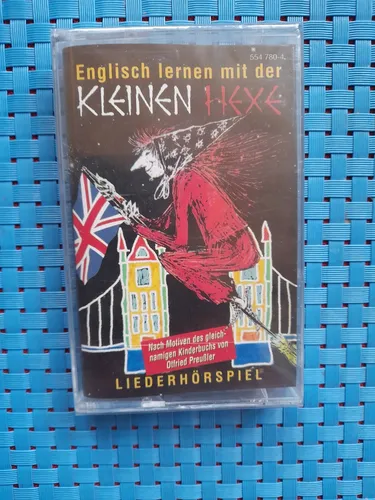 554 780-4
Englisch lernen mit der
KLEINEN HEXE
Nach Motiven des gleich-
namigen Kinderbuchs von
Otfried Preußler
LIEDERHÖRSPIEL